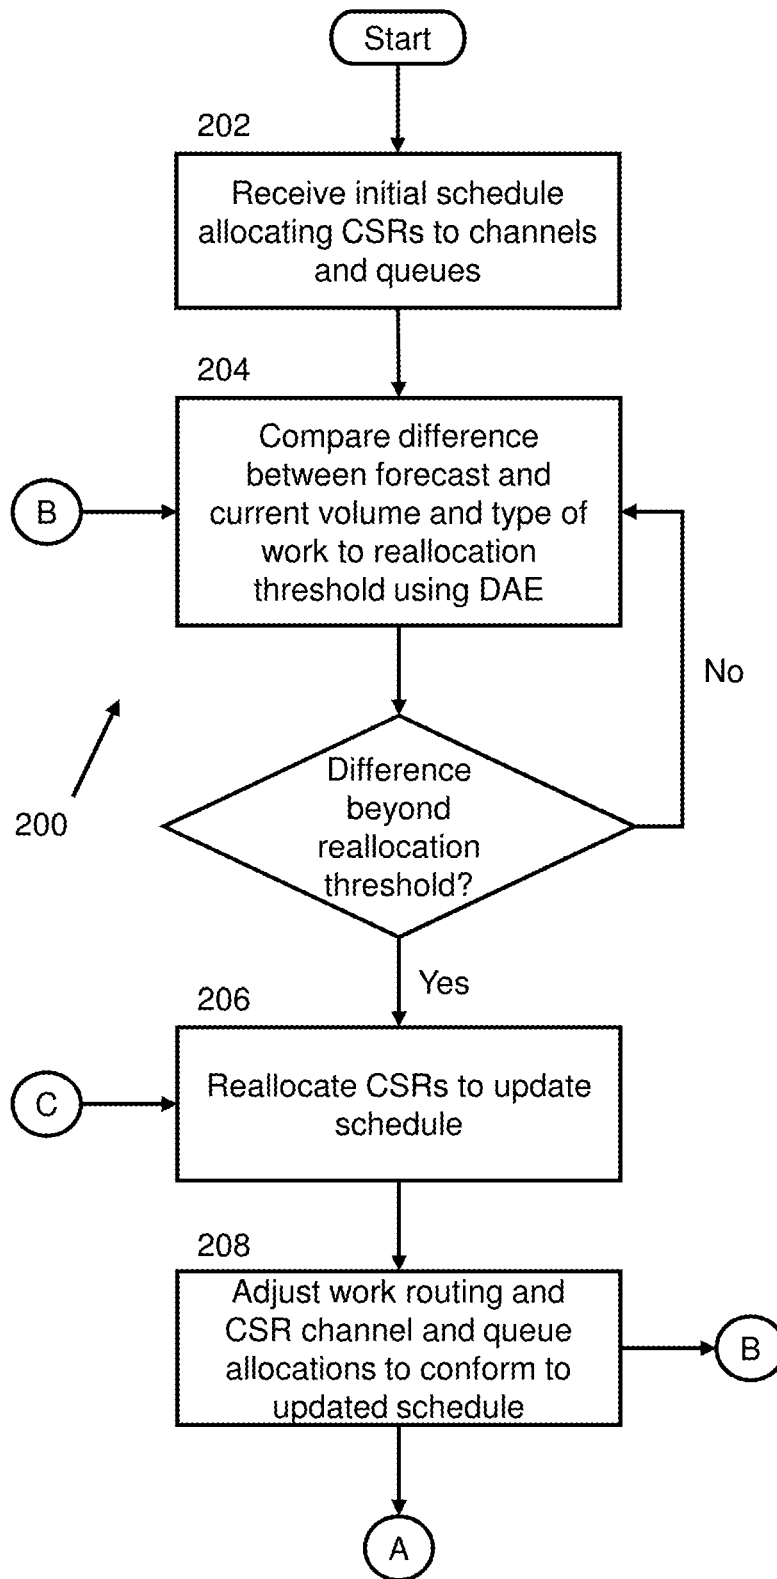 Start
202
Receive initial schedule
allocating CSRs to channels
and queues
204
Compare difference
between forecast and
current volume and type of
work to reallocation
threshold using DAE
B
No
200
Difference
beyond
reallocation
threshold?
Yes
206
Reallocate CSRs to update
schedule
C
208
Adjust work routing and
CSR channel and queue
allocations to conform to
updated schedule
B
A